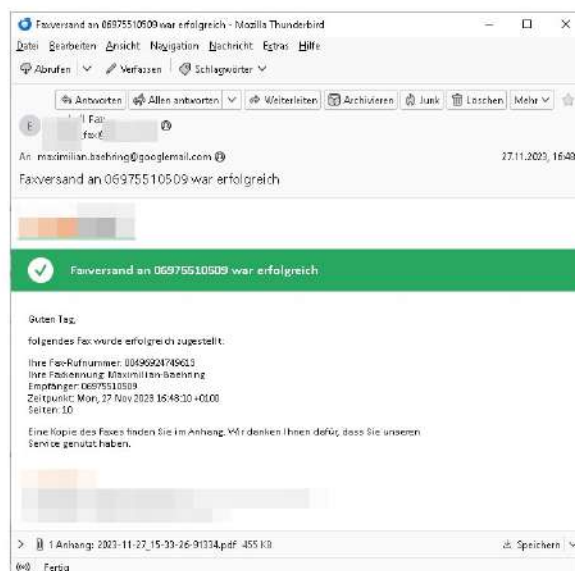 Faxversand an 06975510509 war erfolgreich - Mozilla Thunderbird
Datei Bearbeiten Ansicht Navigation Nachricht Extras Hilfe
Abrufen Verfassen Schlagwörter
Antworten Allen antworten Weiterleiten Archivieren Junk Löschen Mehr
E
Fax
fax@
An maximilian.baehring@googlemail.com 27.11.2023, 16:48
Faxversand an 06975510509 war erfolgreich
Faxversand an 06975510509 war erfolgreich
Guten Tag,
folgendes Fax wurde erfolgreich zugestellt:
Ihre Fax-Rufnummer: 00496924749613
Ihre Faxkennung: Maximilian-Baehring
Empfänger: 06975510509
Zeitpunkt: Mon, 27 Nov 2023 16:48:10 +0100
Seiten: 10
Eine Kopie des Faxes finden Sie im Anhang. Wir danken Ihnen dafür, dass Sie unseren
Service genutzt haben.
1 Anhang: 2023-11-27_15-33-26-91334.pdf 455 KB Speichern
Fertig